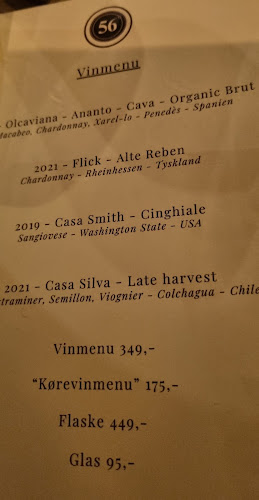 56
Vinmenu
- Olcaviana - Ananto - Cava - Organic Brut
Macabeo, Chardonnay, Xarel-lo - Penedès - Spanien
2021 - Flick - Alte Reben
Chardonnay - Rheinhessen - Tyskland
2019 - Casa Smith - Cinghiale
Sangiovese - Washington State - USA
2021 - Casa Silva - Late harvest
Semillon, Viognier - Colchagua - Chile
Vinmenu 349,-
“Kørevinmenu” 175,-
Flaske 449,-
Glas 95,-